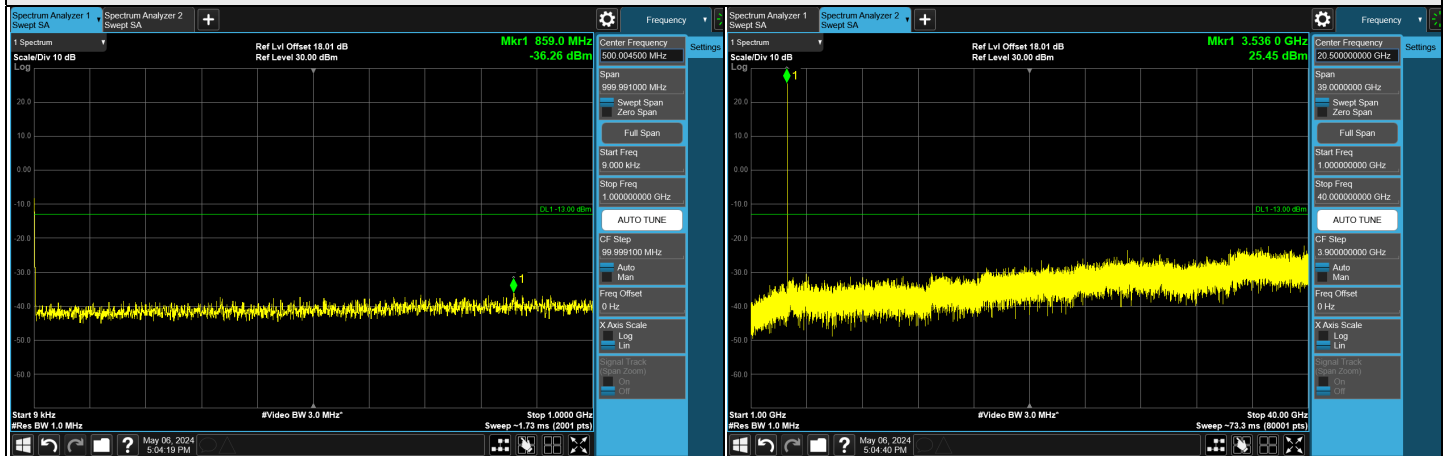 Spectrum Analyzer 1
Swept SA
Spectrum Analyzer 2
Swept SA
+
Frequency
1 Spectrum
Scale/Div 10 dB
Log
Ref Lvl Offset 18.01 dB
Ref Level 30.00 dBm
Mkr1 859.0 MHz
-36.26 dBm
1
20.0
10.0
0.00
-10.0
-20.0
-30.0
-40.0
-50.0
-60.0
DL1 -13.00 dBm
Start 9 kHz
#Res BW 1.0 MHz
#Video BW 3.0 MHz*
Stop 1.0000 GHz
Sweep ~1.73 ms (2001 pts)
Center Frequency
500.004500 MHz
Settings
Span
999.991000 MHz
Swept Span
Zero Span
Full Span
Start Freq
9.000 kHz
Stop Freq
1.000000000 GHz
AUTO TUNE
CF Step
99.999100 MHz
Auto
Man
Freq Offset
0 Hz
X Axis Scale
Log
Lin
Signal Track
(Span Zoom)
On
Off
?
May 06, 2024
5:04:19 PM
Spectrum Analyzer 1
Swept SA
Spectrum Analyzer 2
Swept SA
+
Frequency
1 Spectrum
Scale/Div 10 dB
Log
Ref Lvl Offset 18.01 dB
Ref Level 30.00 dBm
Mkr1 3.536 0 GHz
25.45 dBm
1
20.0
10.0
0.00
-10.0
-20.0
-30.0
-40.0
-50.0
-60.0
DL1 -13.00 dBm
Start 1.00 GHz
#Res BW 1.0 MHz
#Video BW 3.0 MHz*
Stop 40.00 GHz
Sweep ~73.3 ms (80001 pts)
Center Frequency
20.500000000 GHz
Settings
Span
39.0000000 GHz
Swept Span
Zero Span
Full Span
Start Freq
1.000000000 GHz
Stop Freq
40.000000000 GHz
AUTO TUNE
CF Step
3.900000000 GHz
Auto
Man
Freq Offset
0 Hz
X Axis Scale
Log
Lin
Signal Track
(Span Zoom)
On
Off
?
May 06, 2024
5:04:40 PM